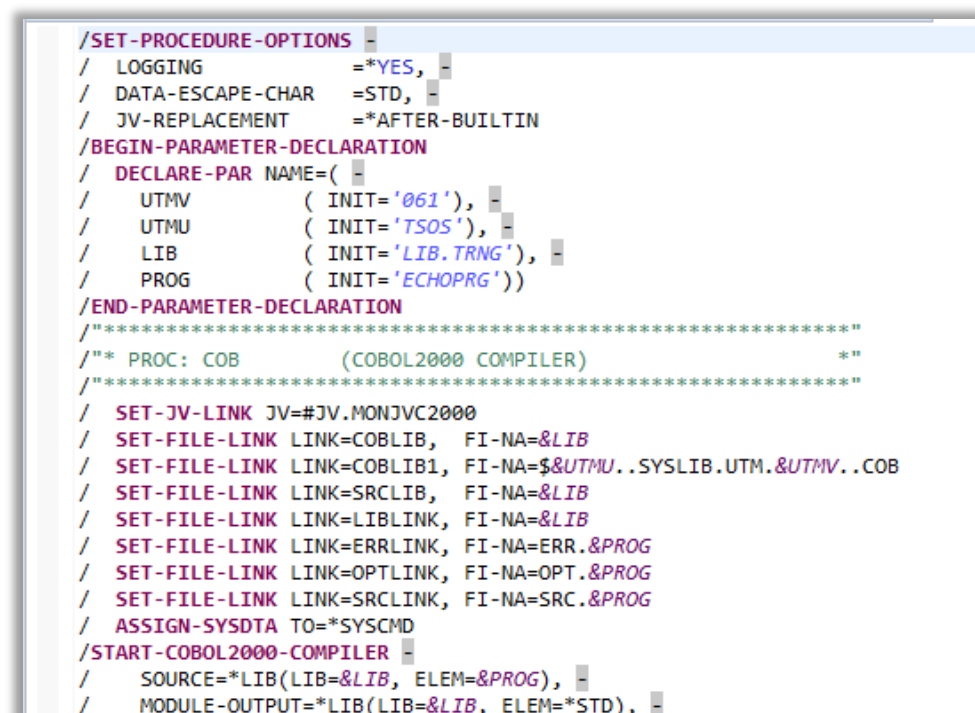 /SET-PROCEDURE-OPTIONS -
/  LOGGING            =*YES, -
/  DATA-ESCAPE-CHAR   =STD, -
/  JV-REPLACEMENT     =*AFTER-BUILTIN
/BEGIN-PARAMETER-DECLARATION
/  DECLARE-PAR NAME=( -
/    UTMV         ( INIT='061'), -
/    UTMU         ( INIT='TSOS'), -
/    LIB          ( INIT='LIB.TRNG'), -
/    PROG         ( INIT='ECHOPRG'))
/END-PARAMETER-DECLARATION
/"************************************************************"
/"* PROC: COB        (COBOL2000 COMPILER)                    *"
/"************************************************************"
/  SET-JV-LINK JV=#JV.MONJVC2000
/  SET-FILE-LINK LINK=COBLIB,  FI-NA=&LIB
/  SET-FILE-LINK LINK=COBLIB1, FI-NA=$&UTMU..SYSLIB.UTM.&UTMV..COB
/  SET-FILE-LINK LINK=SRCLIB,  FI-NA=&LIB
/  SET-FILE-LINK LINK=LIBLINK, FI-NA=&LIB
/  SET-FILE-LINK LINK=ERRLINK, FI-NA=ERR.&PROG
/  SET-FILE-LINK LINK=OPTLINK, FI-NA=OPT.&PROG
/  SET-FILE-LINK LINK=SRCLINK, FI-NA=SRC.&PROG
/  ASSIGN-SYSDTA TO=*SYSCMD
/START-COBOL2000-COMPILER -
/    SOURCE=*LIB(LIB=&LIB, ELEM=&PROG), -
/    MODULE-OUTPUT=*LIB(LIB=&LIB, ELEM=*STD), -